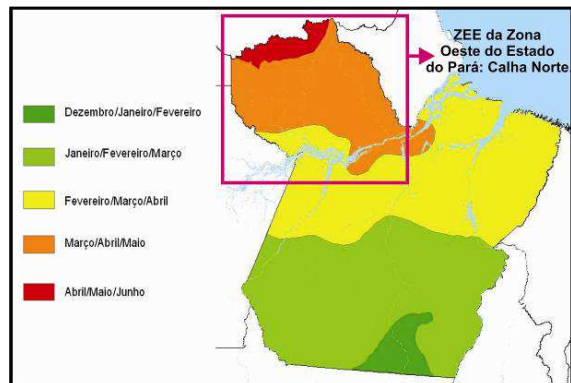 ZEE da Zona
Oeste do Estado
do Pará: Calha Norte.
Dezembro/Janeiro/Fevereiro
Janeiro/Fevereiro/Março
Fevereiro/Março/Abril
Março/Abril/Maio
Abril/Maio/Junho